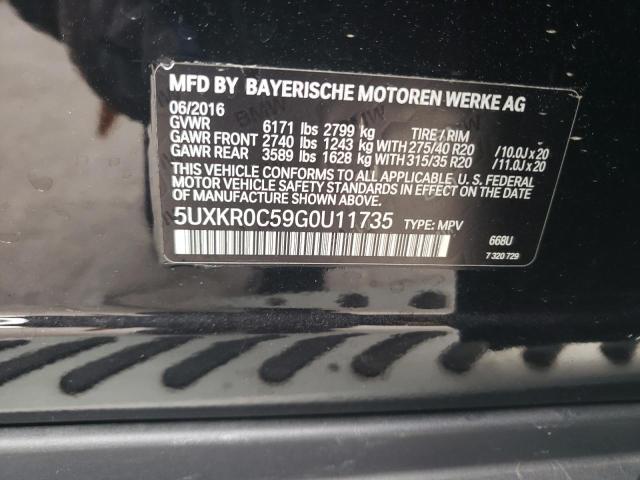 MFD BY BAYERISCHE MOTOREN WERKE AG
06/2016
GVWR 6171 lbs 2799 kg TIRE / RIM
GAWR FRONT 2740 lbs 1243 kg WITH 275/40 R20 /10.0J x 20
GAWR REAR 3589 lbs 1628 kg WITH 315/35 R20 /11.0J x 20
THIS VEHICLE CONFORMS TO ALL APPLICABLE U.S. FEDERAL
MOTOR VEHICLE SAFETY STANDARDS IN EFFECT ON THE DATE
OF MANUFACTURE SHOWN ABOVE.
5UXKR0C59G0U11735 TYPE: MPV
668U
7 320 729